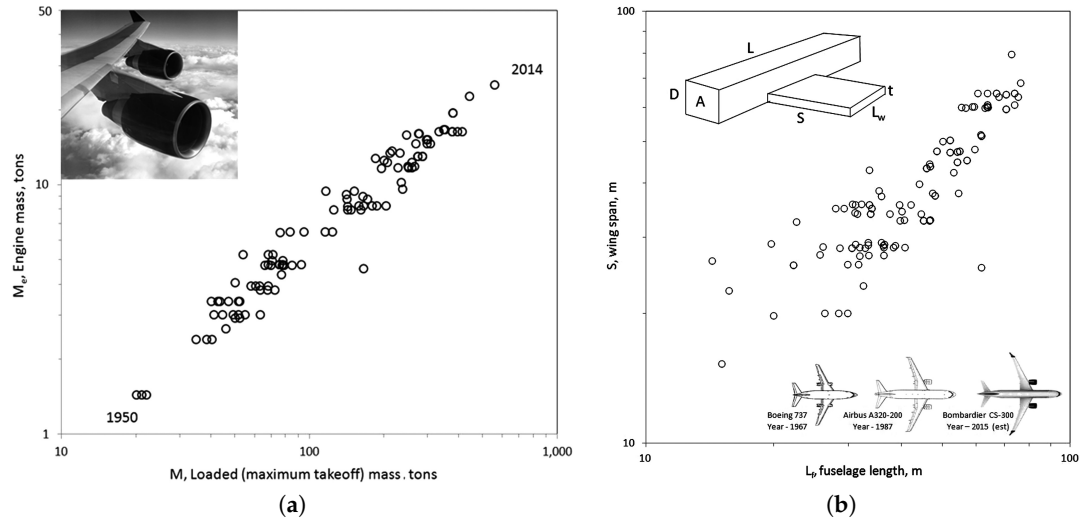 50
10
1
Me, Engine mass, tons
2014
1950
10
100
1,000
M, Loaded (maximum takeoff) mass. tons
(a)
100
10
S, wing span, m
L
D
A
t
S
Lw
Boeing 737
Year - 1967
Airbus A320-200
Year - 1987
Bombardier CS-300
Year – 2015 (est)
10
100
Lf, fuselage length, m
(b)